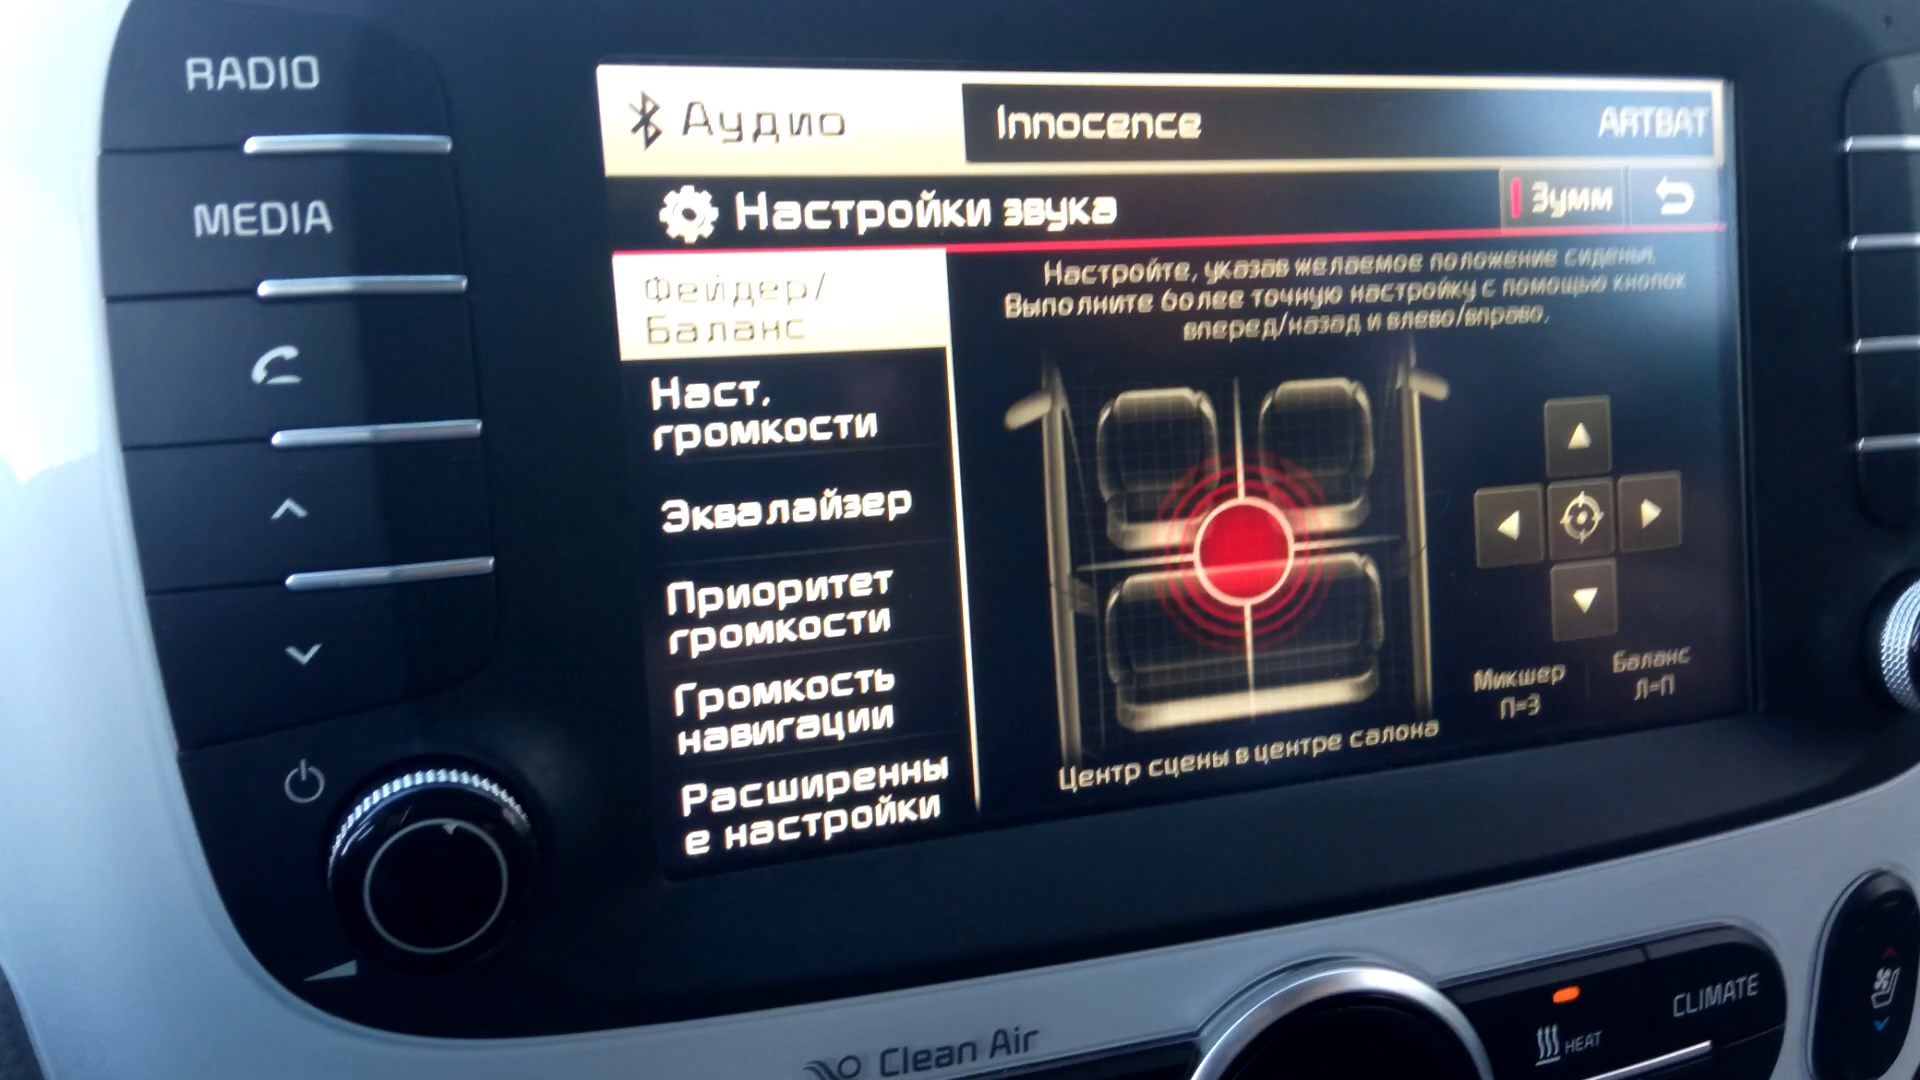 RADIO
MEDIA
Аудио
Innocence
ARTBAT
Настройки звука
Зумм
Фейдер/
Баланс
Наст.
громкости
Эквалайзер
Приоритет
громкости
Громкость
навигации
Расширенны
е настройки
Настройте, указав желаемое положение сиденья.
Выполните более точную настройку с помощью кнопок
вперед/назад и влево/вправо.
Микшер
П=З
Баланс
Л=П
Центр сцены в центре салона
Clean Air
HEAT
CLIMATE